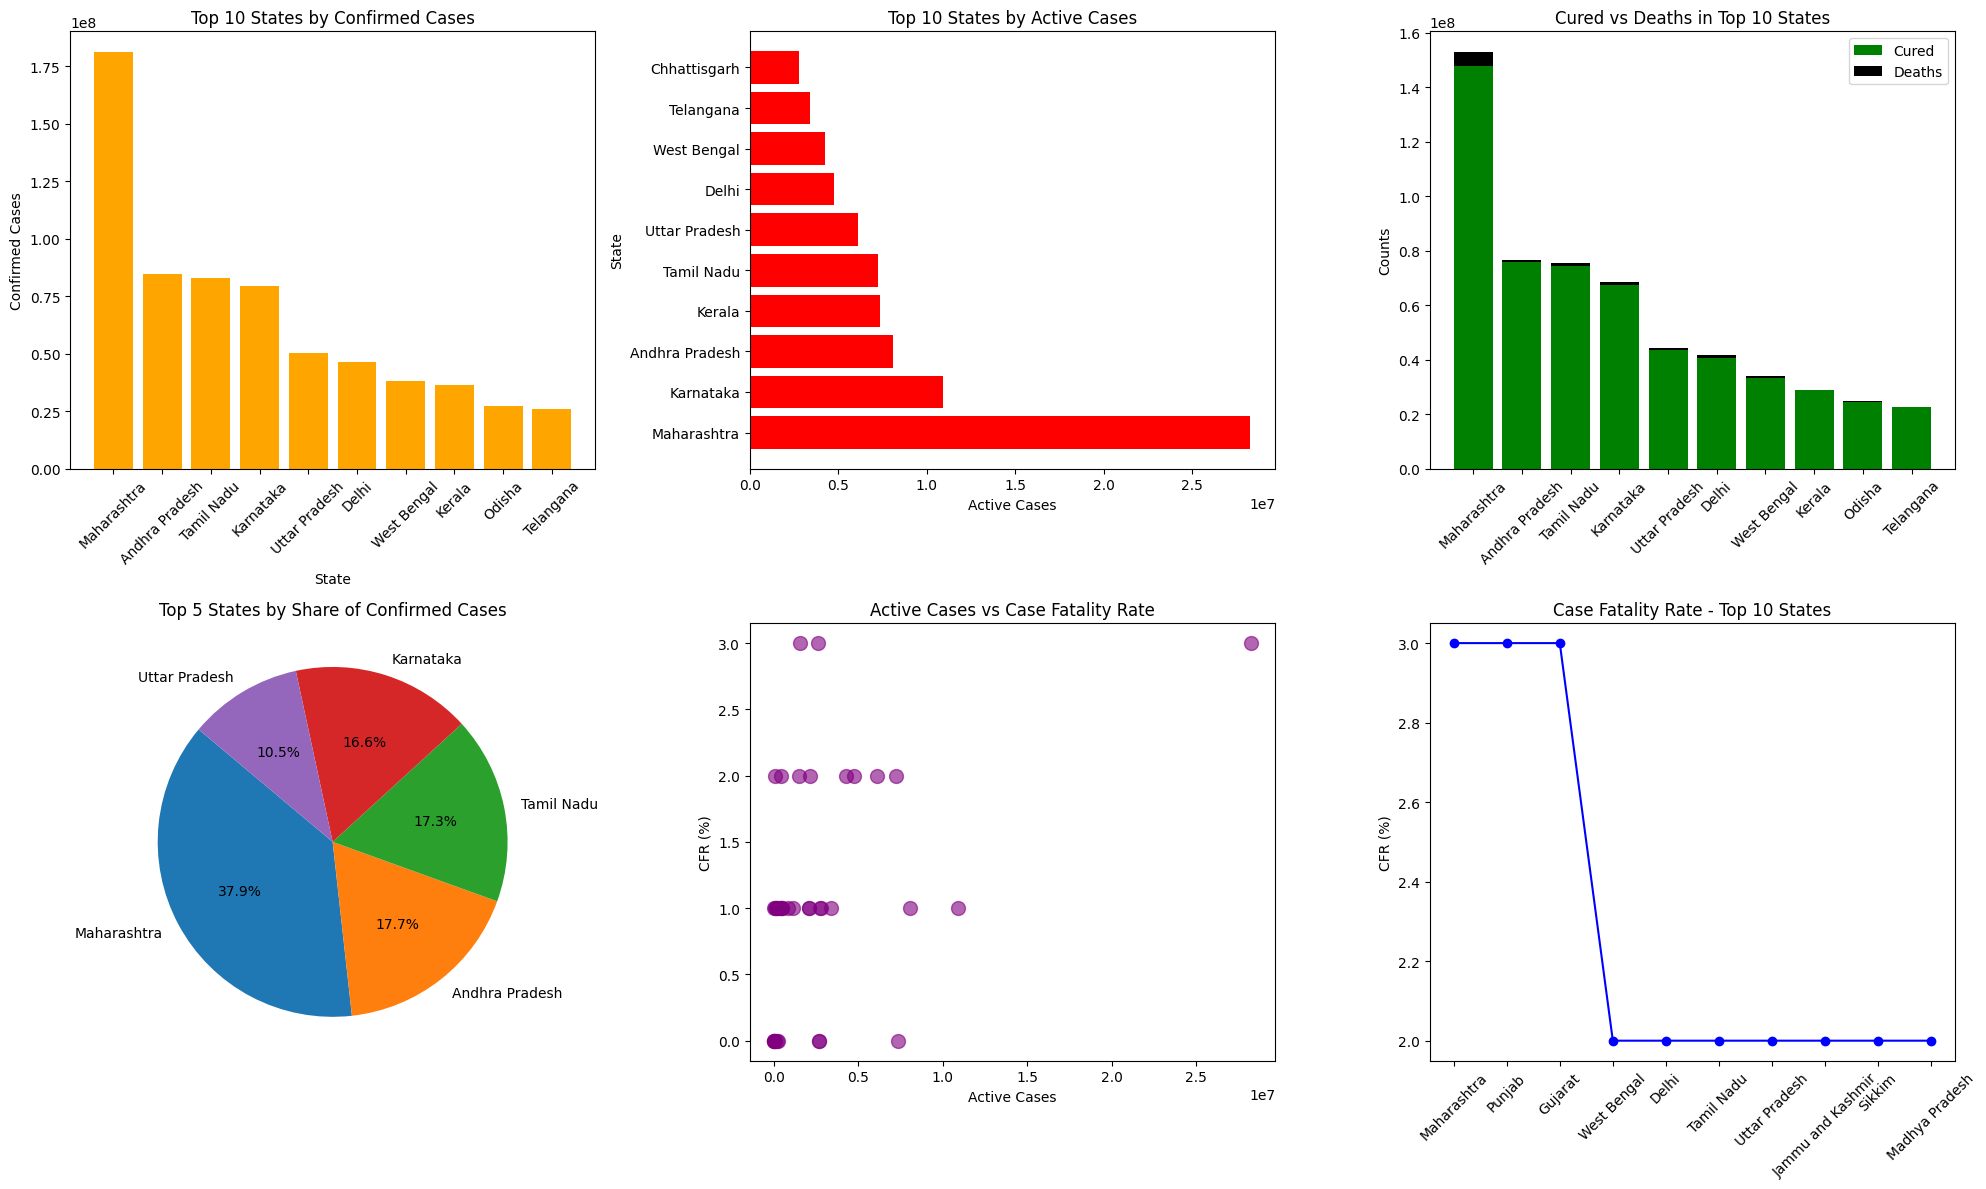 Top 10 States by Confirmed Cases
1e8
1.75
1.50
1.25
1.00
0.75
0.50
0.25
0.00
Confirmed Cases
Maharashtra
Andhra Pradesh
Tamil Nadu
Karnataka
Uttar Pradesh
Delhi
West Bengal
Kerala
Odisha
Telangana
State
Top 10 States by Active Cases
State
Chhattisgarh
Telangana
West Bengal
Delhi
Uttar Pradesh
Tamil Nadu
Kerala
Andhra Pradesh
Karnataka
Maharashtra
0.0 0.5 1.0 1.5 2.0 2.5
Active Cases
1e7
Cured vs Deaths in Top 10 States
1e8
Cured
Deaths
1.6
1.4
1.2
1.0
0.8
0.6
0.4
0.2
0.0
Counts
Maharashtra
Andhra Pradesh
Tamil Nadu
Karnataka
Uttar Pradesh
Delhi
West Bengal
Kerala
Odisha
Telangana
Top 5 States by Share of Confirmed Cases
Karnataka
Uttar Pradesh
16.6%
10.5%
Tamil Nadu
17.3%
37.9%
17.7%
Maharashtra
Andhra Pradesh
Active Cases vs Case Fatality Rate
3.0
2.5
2.0
1.5
1.0
0.5
0.0
CFR (%)
0.0 0.5 1.0 1.5 2.0 2.5
Active Cases
1e7
Case Fatality Rate - Top 10 States
3.0
2.8
2.6
2.4
2.2
2.0
CFR (%)
Maharashtra
Punjab
Gujarat
West Bengal
Delhi
Tamil Nadu
Uttar Pradesh
Jammu and Kashmir
Sikkim
Madhya Pradesh